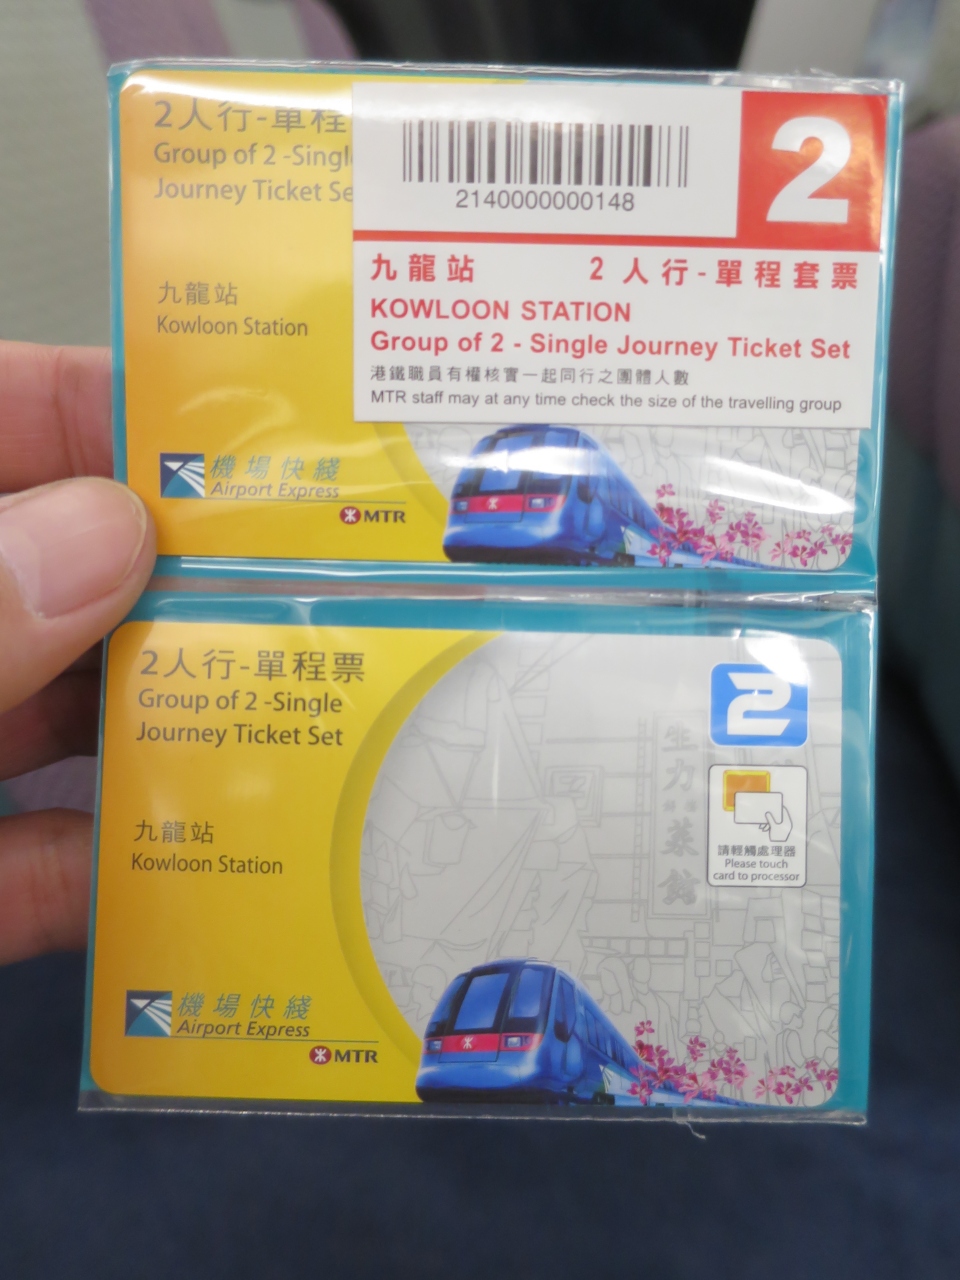 2人行-單程
Group of 2 -Singl
Journey Ticket Se
九龍站
Kowloon Station
2140000000148
2
九龍站 2人行-單程套票
KOWLOON STATION
Group of 2 - Single Journey Ticket Set
港鐵職員有權核實一起同行之團體人數
MTR staff may at any time check the size of the travelling group
機場快綫
Airport Express
MTR
2人行-單程票
Group of 2 -Single
Journey Ticket Set
九龍站
Kowloon Station
2
生力
菜館
請輕觸處理器
Please touch
card to processor
機場快綫
Airport Express
MTR